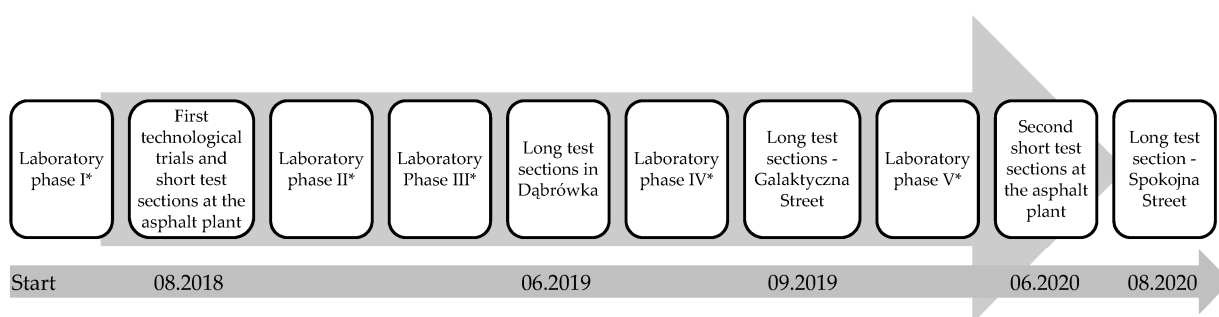 Laboratory
phase I*
First
technological
trials and
short test
sections at the
asphalt plant
Laboratory
phase II*
Laboratory
Phase III*
Long test
sections in
Dąbrówka
Laboratory
phase IV*
Long test
sections -
Galaktyczna
Street
Laboratory
phase V*
Second
short test
sections at
the asphalt
plant
Long test
section -
Spokojna
Street
Start
08.2018
06.2019
09.2019
06.2020
08.2020